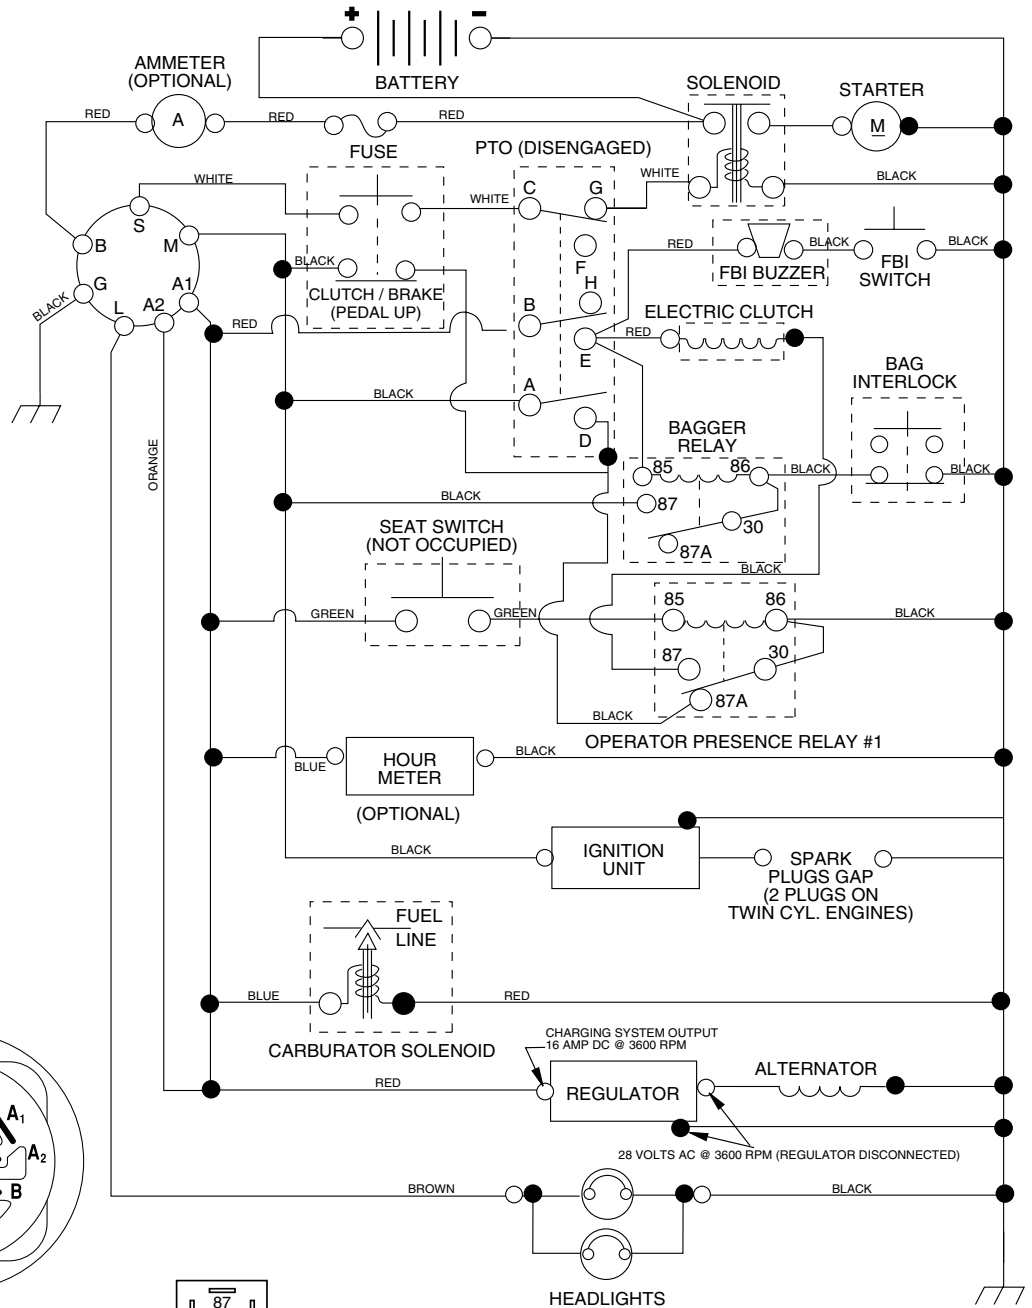 + -
BATTERY
AMMETER
(OPTIONAL)
A
RED
RED
RED
FUSE
SOLENOID
STARTER
M
PTO (DISENGAGED)
WHITE
WHITE
WHITE
BLACK
C
G
S
B
M
G
A1
L
A2
BLACK
BLACK
CLUTCH / BRAKE
(PEDAL UP)
F
H
B
E
A
D
RED
FBI BUZZER
BLACK
FBI
SWITCH
BLACK
RED
RED
ELECTRIC CLUTCH
BAG
INTERLOCK
BLACK
BAGGER
RELAY
85
86
BLACK
BLACK
87
30
87A
ORANGE
BLACK
SEAT SWITCH
(NOT OCCUPIED)
BLACK
GREEN
GREEN
85
86
BLACK
87
30
87A
BLACK
OPERATOR PRESENCE RELAY #1
BLUE
HOUR
METER
BLACK
(OPTIONAL)
BLACK
IGNITION
UNIT
SPARK
PLUGS GAP
(2 PLUGS ON
TWIN CYL. ENGINES)
FUEL
LINE
BLUE
RED
CARBURATOR SOLENOID
CHARGING SYSTEM OUTPUT
16 AMP DC @ 3600 RPM
RED
REGULATOR
ALTERNATOR
28 VOLTS AC @ 3600 RPM (REGULATOR DISCONNECTED)
A1
A2
B
BROWN
BLACK
HEADLIGHTS
87